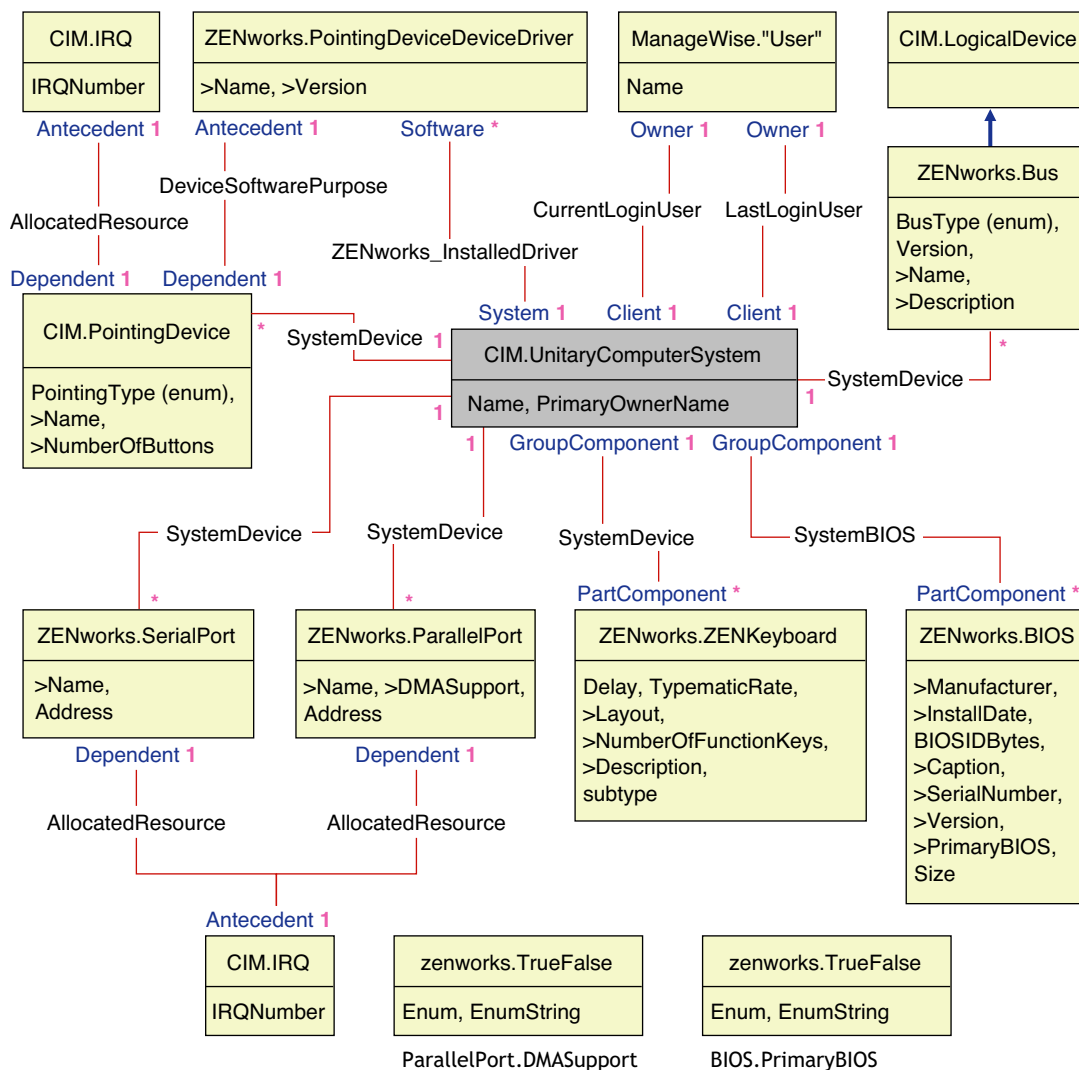 CIM.IRQ
IRQNumber
ZENworks.PointingDeviceDeviceDriver
>Name, >Version
ManageWise."User"
Name
CIM.LogicalDevice
Antecedent 1
Antecedent 1
Software *
Owner 1
Owner 1
DeviceSoftwarePurpose
AllocatedResource
CurrentLoginUser
LastLoginUser
ZENworks_InstalledDriver
ZENworks.Bus
BusType (enum),
Version,
>Name,
>Description
*
Dependent 1
Dependent 1
System 1
Client 1
Client 1
CIM.PointingDevice
PointingType (enum),
>Name,
>NumberOfButtons
*
SystemDevice
1
CIM.UnitaryComputerSystem
Name, PrimaryOwnerName
SystemDevice
1
1
1
GroupComponent 1
GroupComponent 1
SystemDevice
SystemDevice
SystemDevice
SystemBIOS
*
*
PartComponent *
PartComponent *
ZENworks.SerialPort
>Name,
Address
ZENworks.ParallelPort
>Name, >DMASupport,
Address
ZENworks.ZENKeyboard
Delay, TypematicRate,
>Layout,
>NumberOfFunctionKeys,
>Description,
subtype
ZENworks.BIOS
>Manufacturer,
>InstallDate,
BIOSIDBytes,
>Caption,
>SerialNumber,
>Version,
>PrimaryBIOS,
Size
Dependent 1
Dependent 1
AllocatedResource
AllocatedResource
Antecedent 1
CIM.IRQ
IRQNumber
zenworks.TrueFalse
Enum, EnumString
ParallelPort.DMASupport
zenworks.TrueFalse
Enum, EnumString
BIOS.PrimaryBIOS